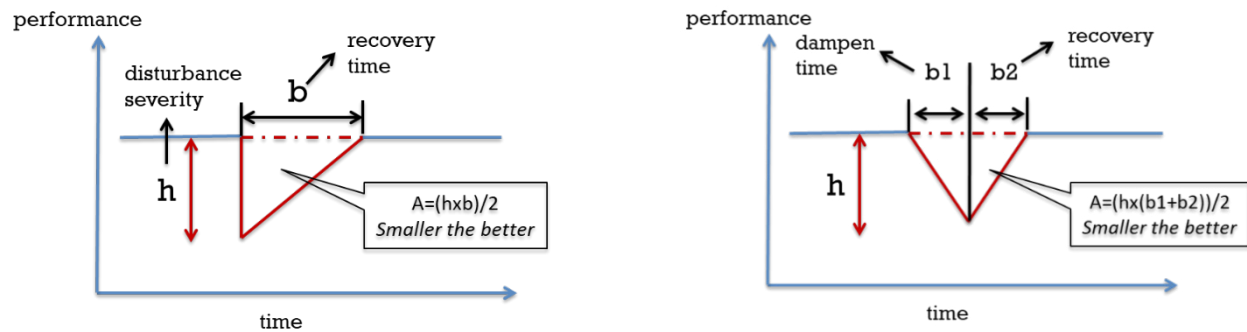 performance
disturbance
severity
b
recovery
time
h
A=(hxb)/2
Smaller the better
time
performance
dampen
time
b1
b2
recovery
time
h
A=(hx(b1+b2))/2
Smaller the better
time